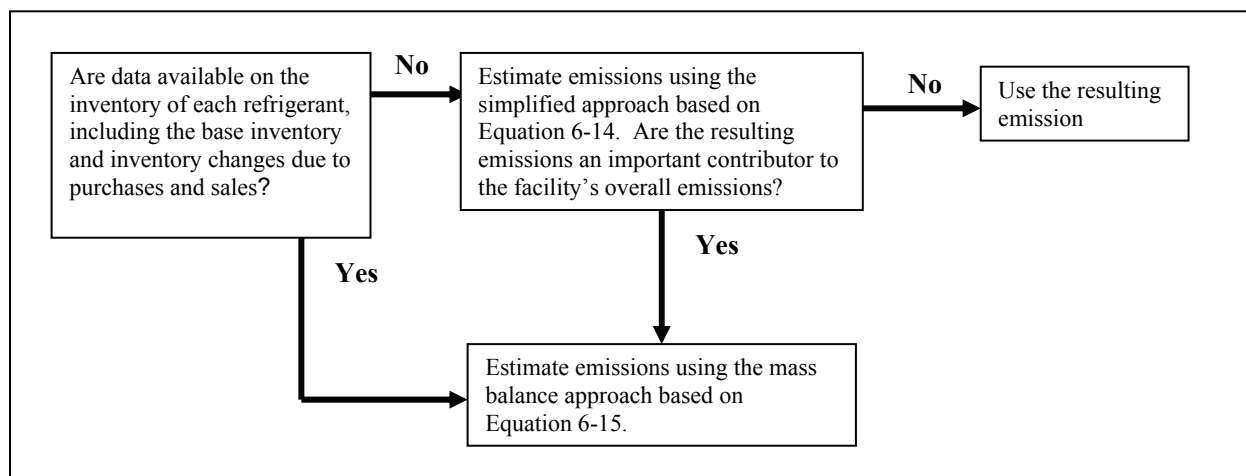 Are data available on the
inventory of each refrigerant,
including the base inventory
and inventory changes due to
purchases and sales?
No
Estimate emissions using the
simplified approach based on
Equation 6-14.  Are the resulting
emissions an important contributor to
the facility's overall emissions?
No
Use the resulting
emission
Yes
Yes
Estimate emissions using the mass
balance approach based on
Equation 6-15.